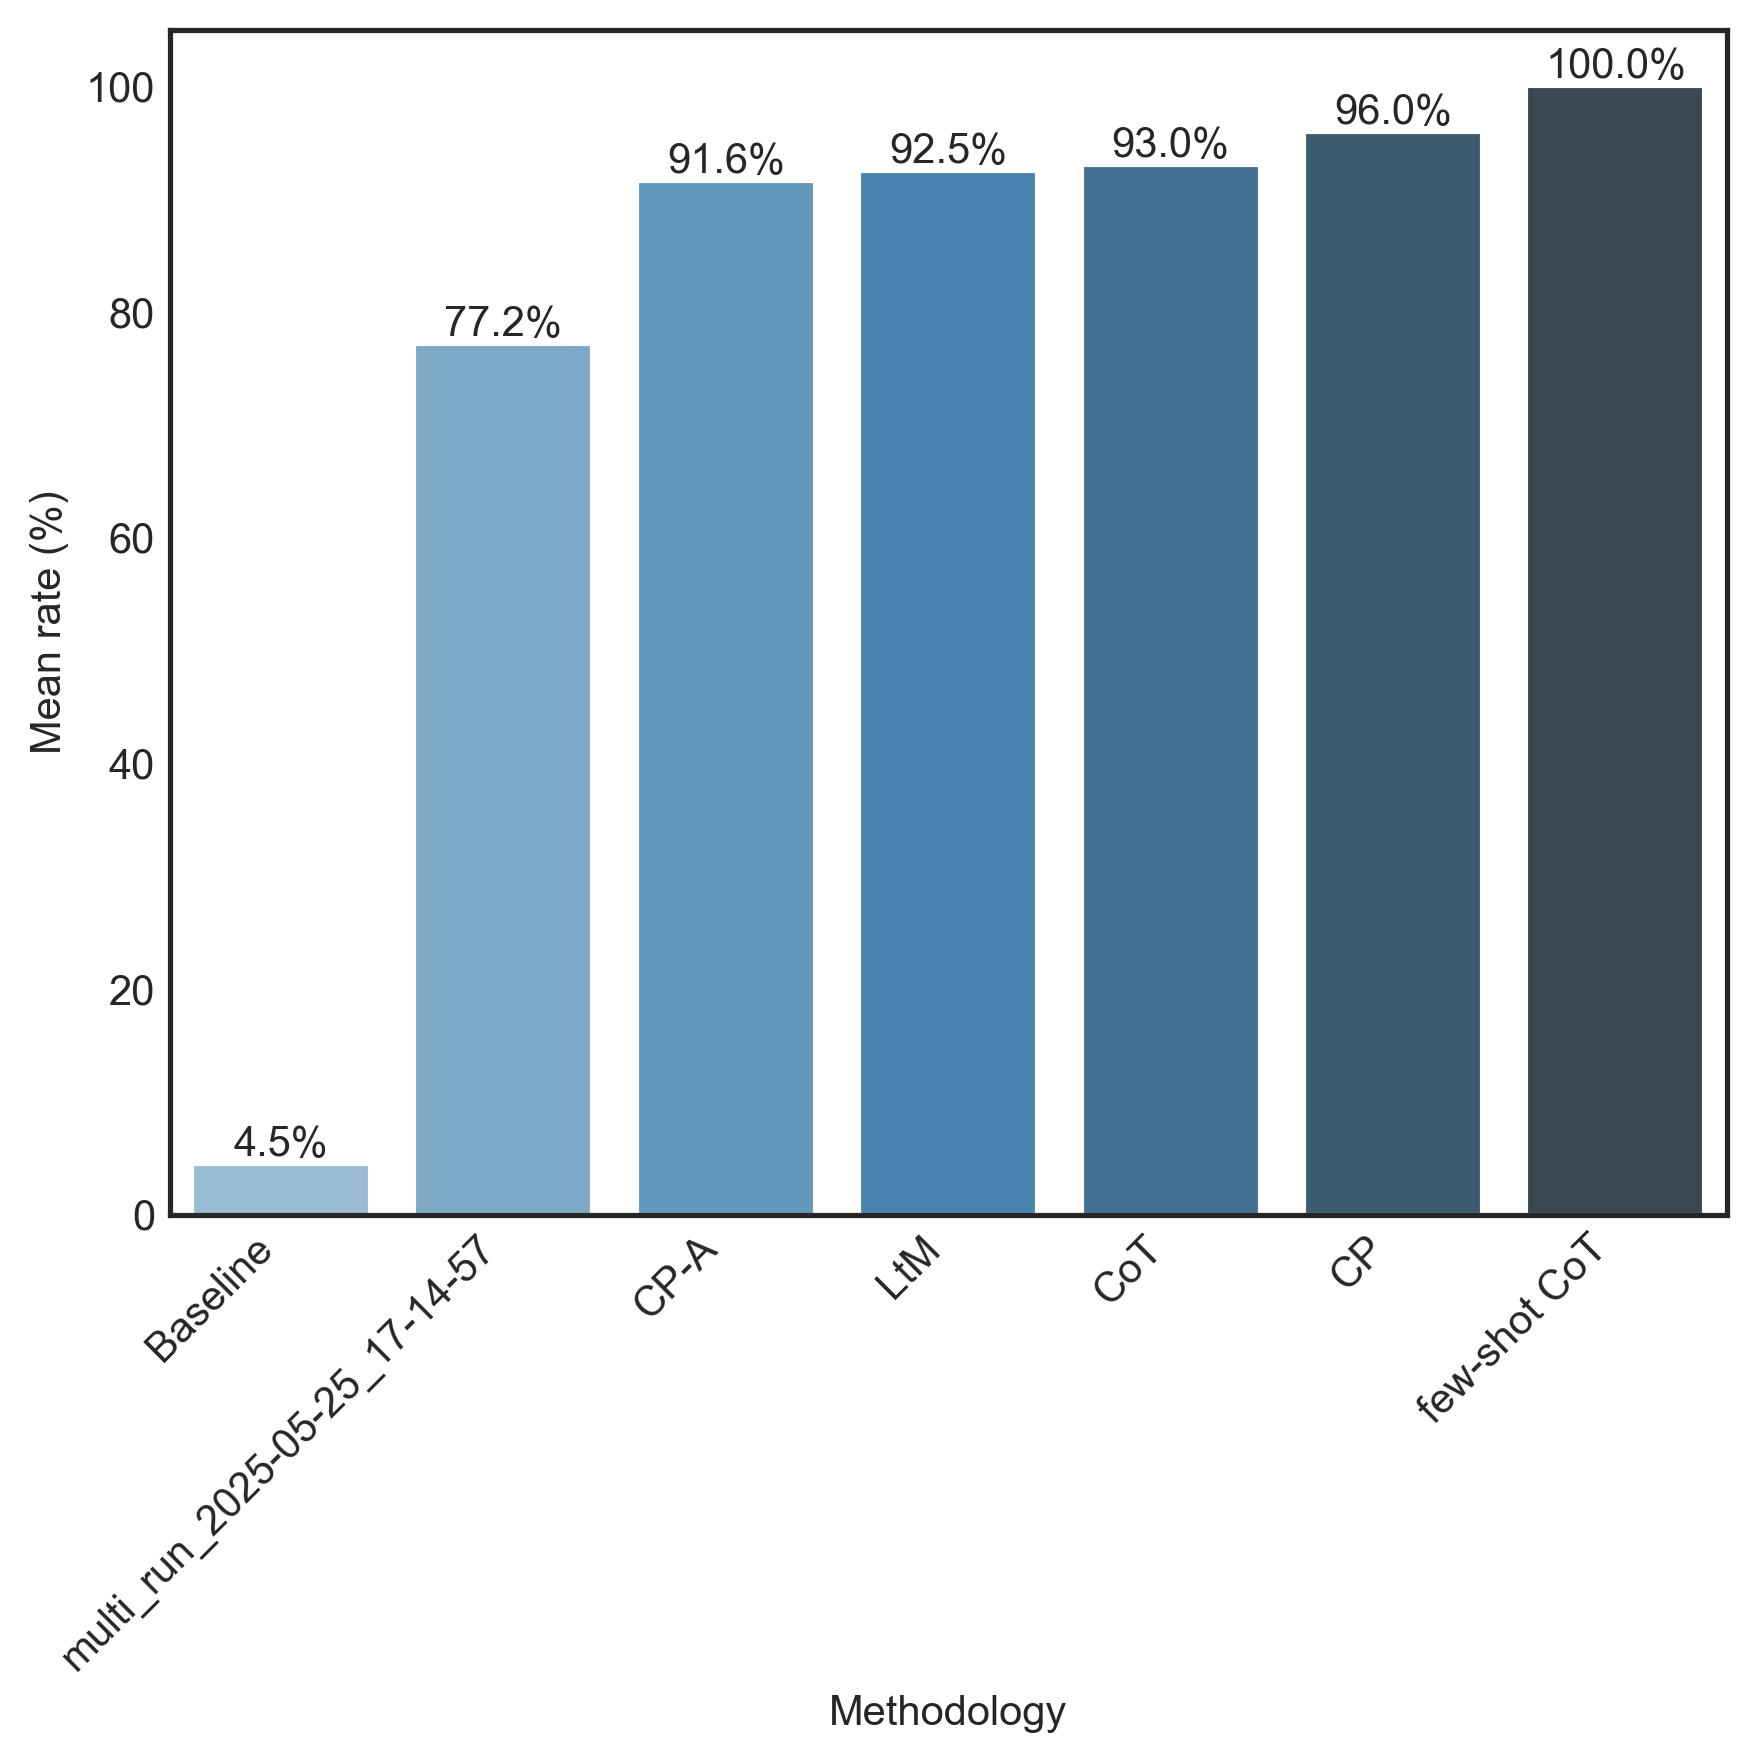 100.0%
96.0%
93.0%
92.5%
91.6%
77.2%
4.5%
100
80
60
40
20
0
Mean rate (%)
Baseline
multi_run_2025-05-25_17-14-57
CP-A
LtM
CoT
CP
few-shot CoT
Methodology